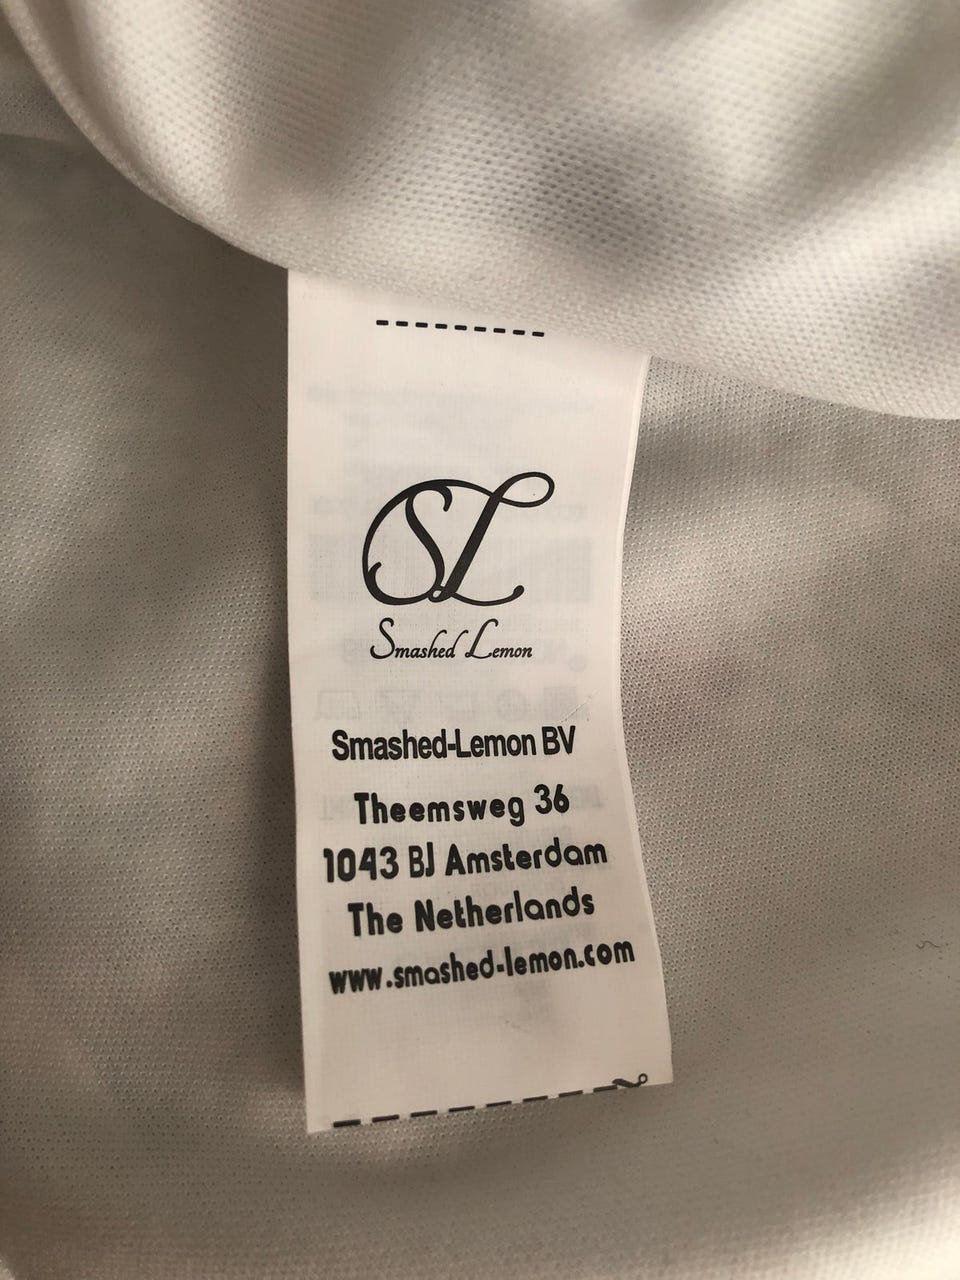 SL
Smashed Lemon
Smashed-Lemon BV
Theemsweg 36
1043 BJ Amsterdam
The Netherlands
www.smashed-lemon.com